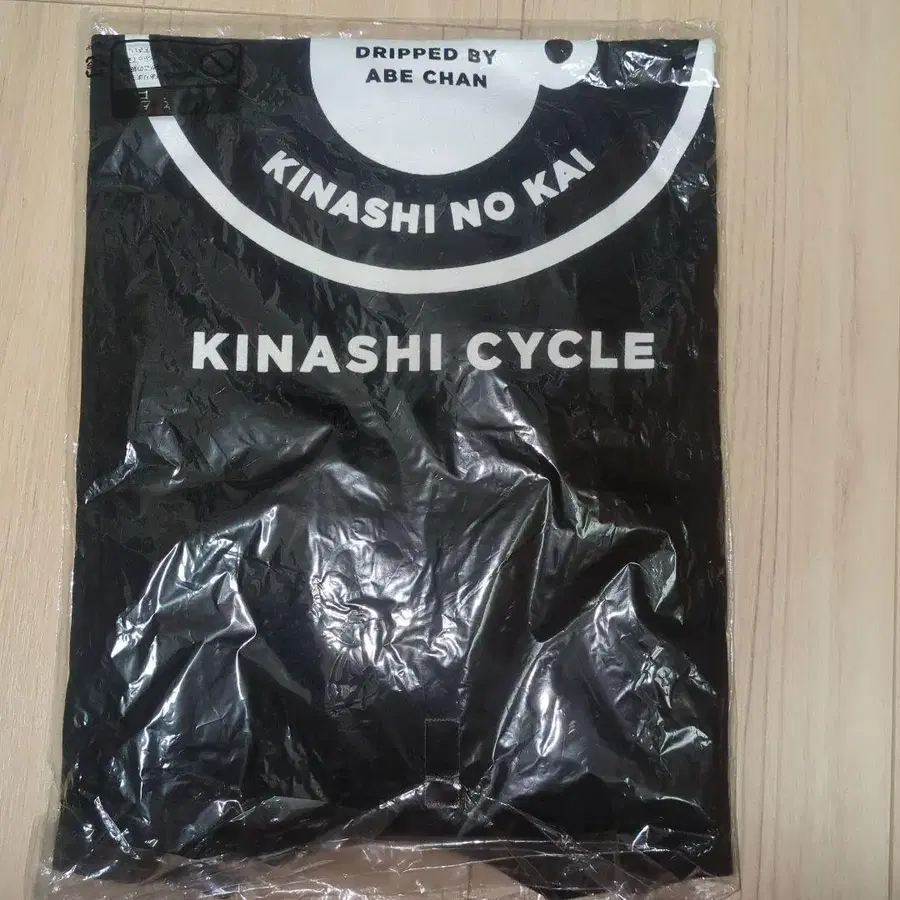 DRIPPED BY
ABE CHAN
KINASHI NO KAI
KINASHI CYCLE